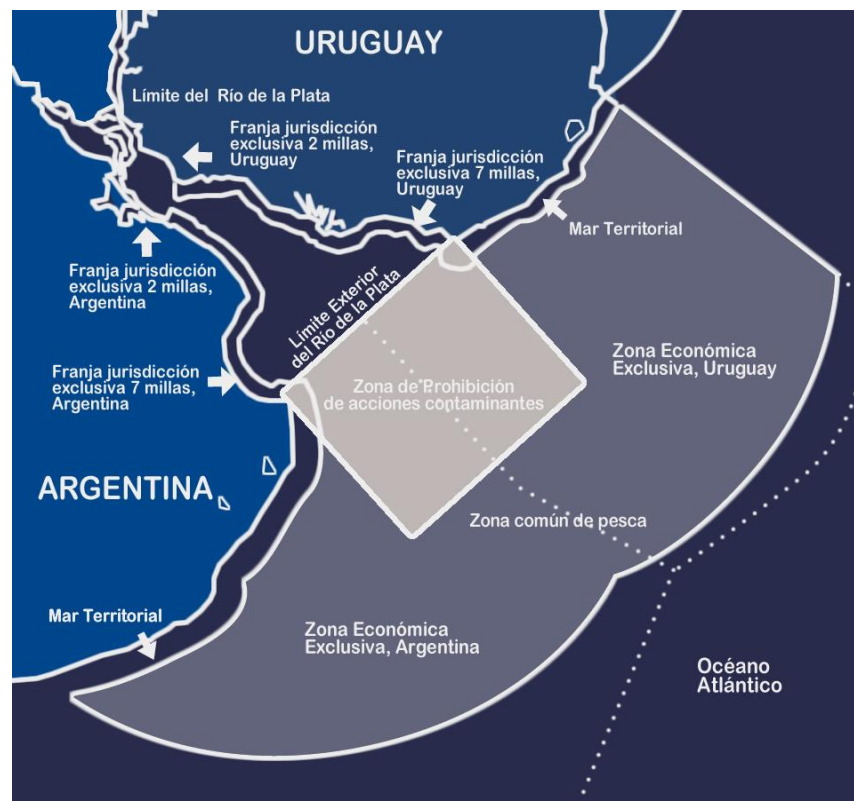 URUGUAY
Límite del Río de la Plata
Franja jurisdicción
exclusiva 2 millas,
Uruguay
Franja jurisdicción
exclusiva 7 millas,
Uruguay
Mar Territorial
Franja jurisdicción
exclusiva 2 millas,
Argentina
Límite Exterior
del Río de la Plata
Zona Económica
Exclusiva, Uruguay
Franja jurisdicción
exclusiva 7 millas,
Argentina
Zona de Prohibición
de acciones contaminantes
ARGENTINA
Zona común de pesca
Mar Territorial
Zona Económica
Exclusiva, Argentina
Océano
Atlántico